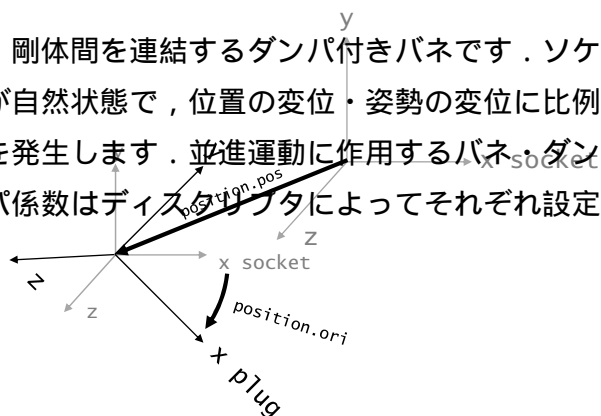 y
剛体間を連結するダンパ付きバネです．ソケ
が自然状態で，位置の変位・姿勢の変位に比例
を発生します．並進運動に作用するバネ・ダン
x socket
position.pos
パ係数はディスクリプタによってそれぞれ設定
z
x socket
z
z
position.ori
x plug